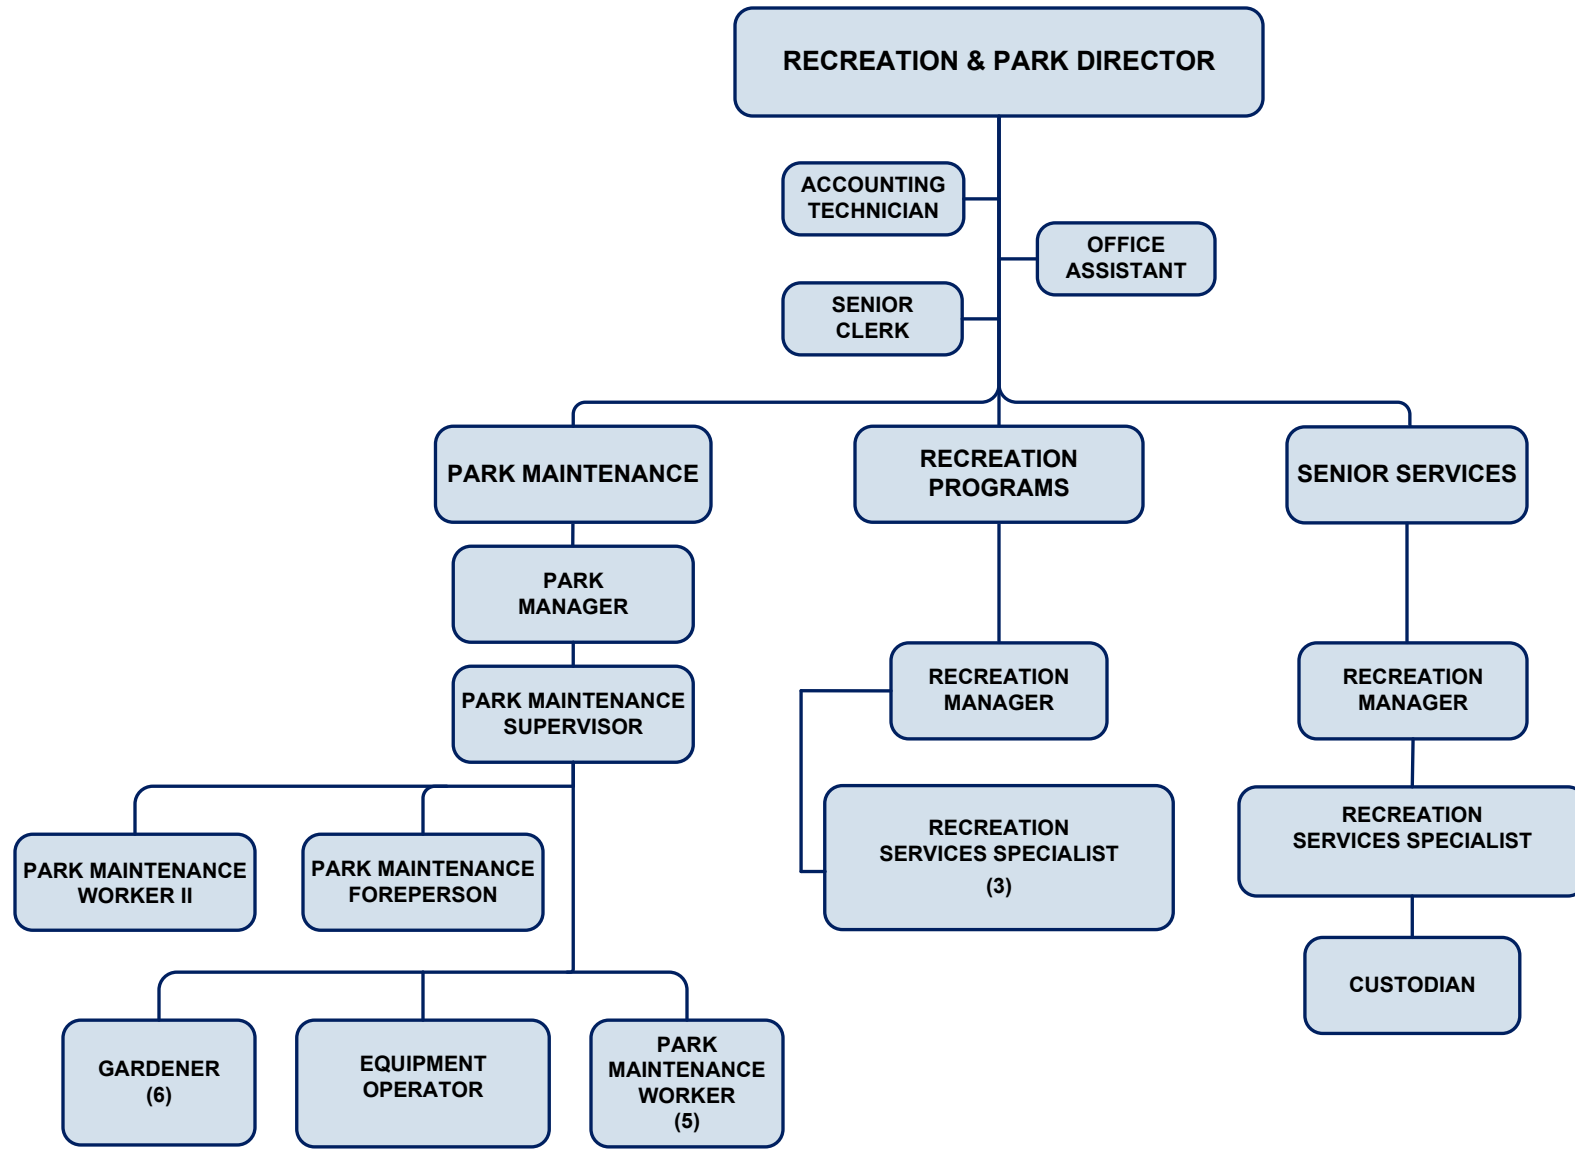 RECREATION & PARK DIRECTOR
ACCOUNTING
TECHNICIAN
OFFICE
ASSISTANT
SENIOR
CLERK
PARK MAINTENANCE
RECREATION
PROGRAMS
SENIOR SERVICES
PARK
MANAGER
PARK MAINTENANCE
SUPERVISOR
RECREATION
MANAGER
RECREATION
MANAGER
PARK MAINTENANCE
WORKER II
PARK MAINTENANCE
FOREPERSON
RECREATION
SERVICES SPECIALIST
(3)
RECREATION
SERVICES SPECIALIST
CUSTODIAN
GARDENER
(6)
EQUIPMENT
OPERATOR
PARK
MAINTENANCE
WORKER
(5)